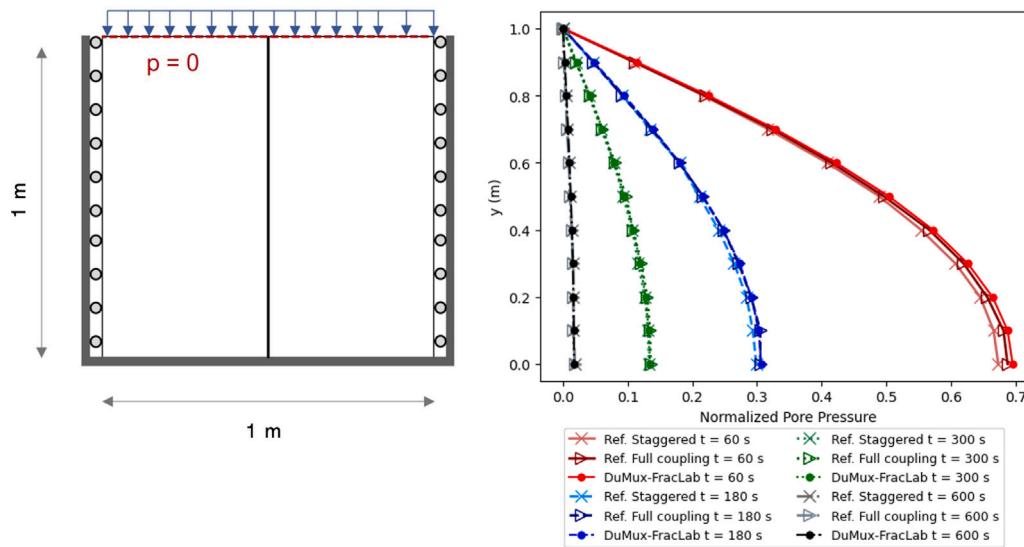 p = 0
1 m
1 m
1.0
0.8
0.6
0.4
0.2
0.0
y (m)
0.0 0.1 0.2 0.3 0.4 0.5 0.6 0.7
Normalized Pore Pressure
Ref. Staggered t = 60 s
Ref. Full coupling t = 60 s
DuMux-FracLab t = 60 s
Ref. Staggered t = 180 s
Ref. Full coupling t = 180 s
DuMux-FracLab t = 180 s
Ref. Staggered t = 300 s
Ref. Full coupling t = 300 s
DuMux-FracLab t = 300 s
Ref. Staggered t = 600 s
Ref. Full coupling t = 600 s
DuMux-FracLab t = 600 s